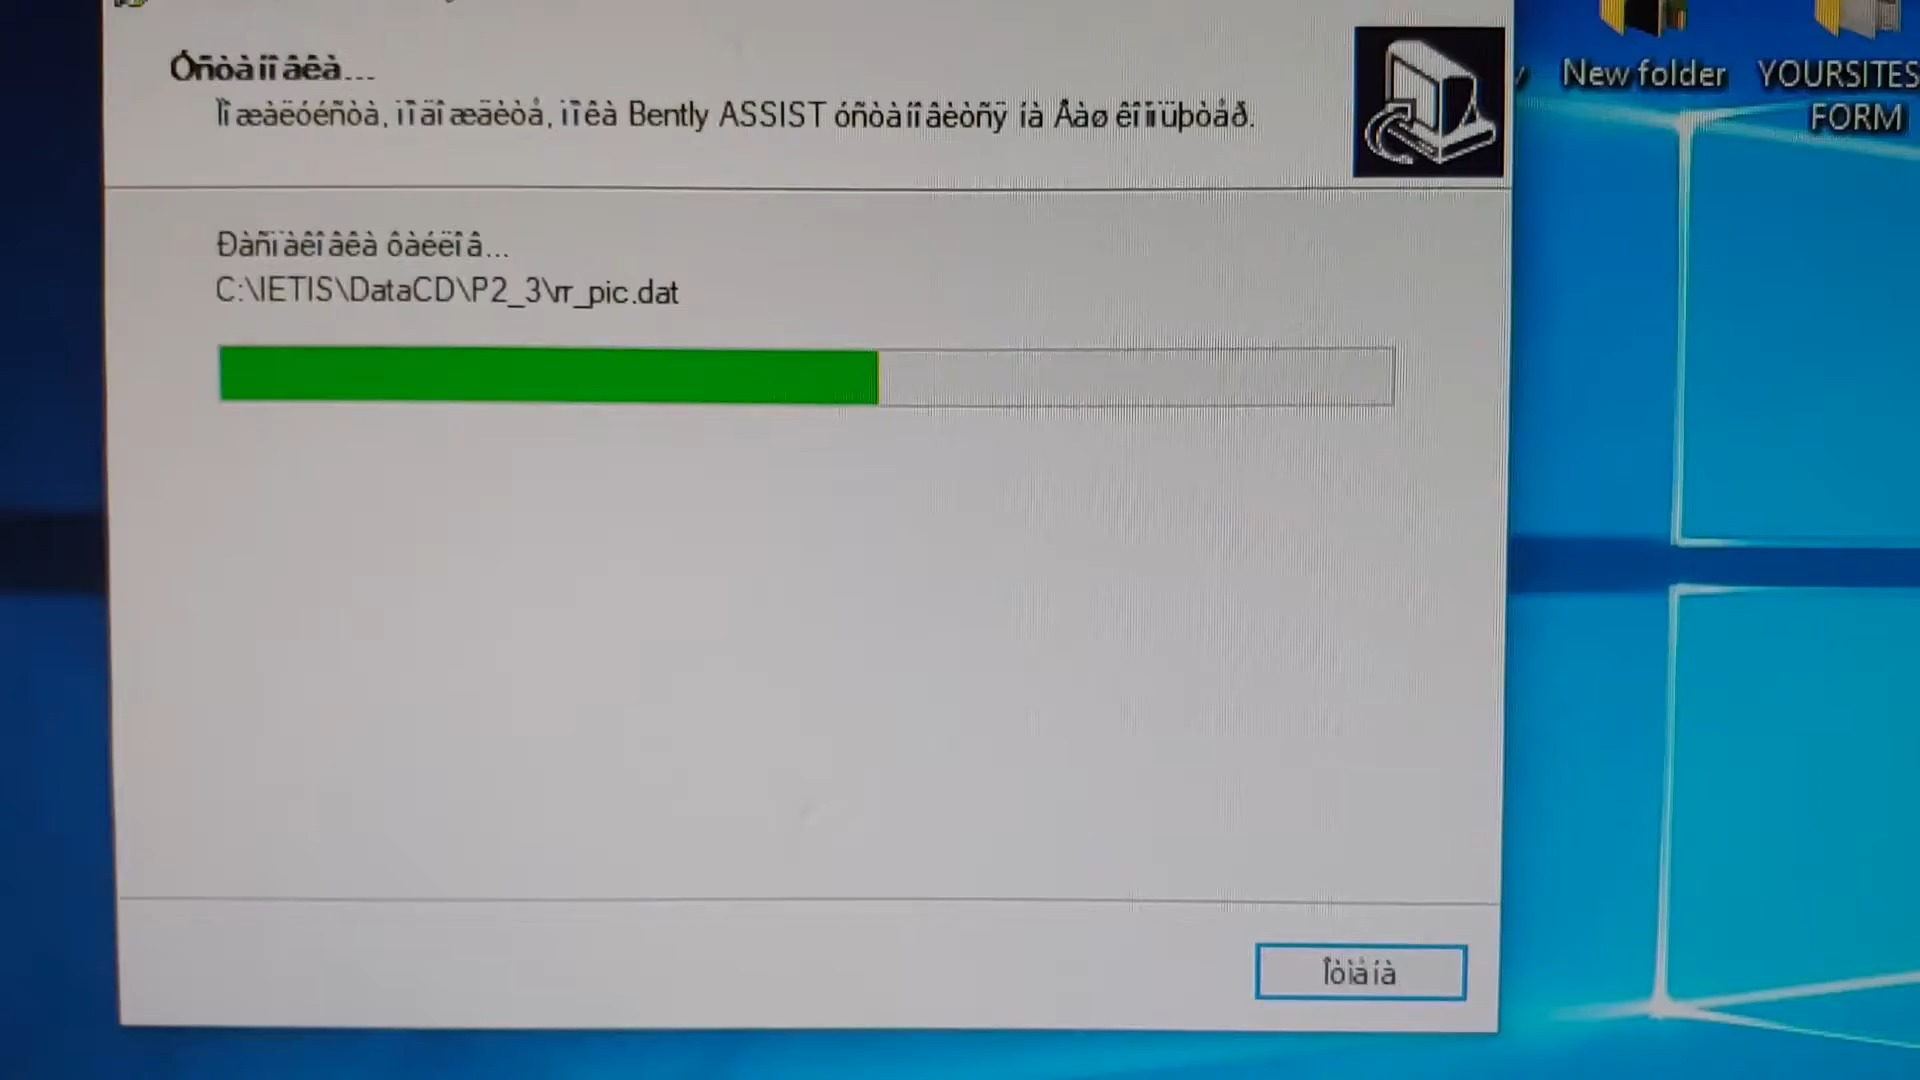 Óñòàíîâêà...
Ïîæàëóéñòà, ïîäîæäèòå, ïîêà Bently ASSIST óñòàíîâèòñÿ íà Âàø êîìïüþòåð.
Ðàñïàêîâêà ôàéëîâ...
C:\IETIS\DataCD\P2_3\rr_pic.dat
Îòìåíà
New folder
YOURSITES
FORM